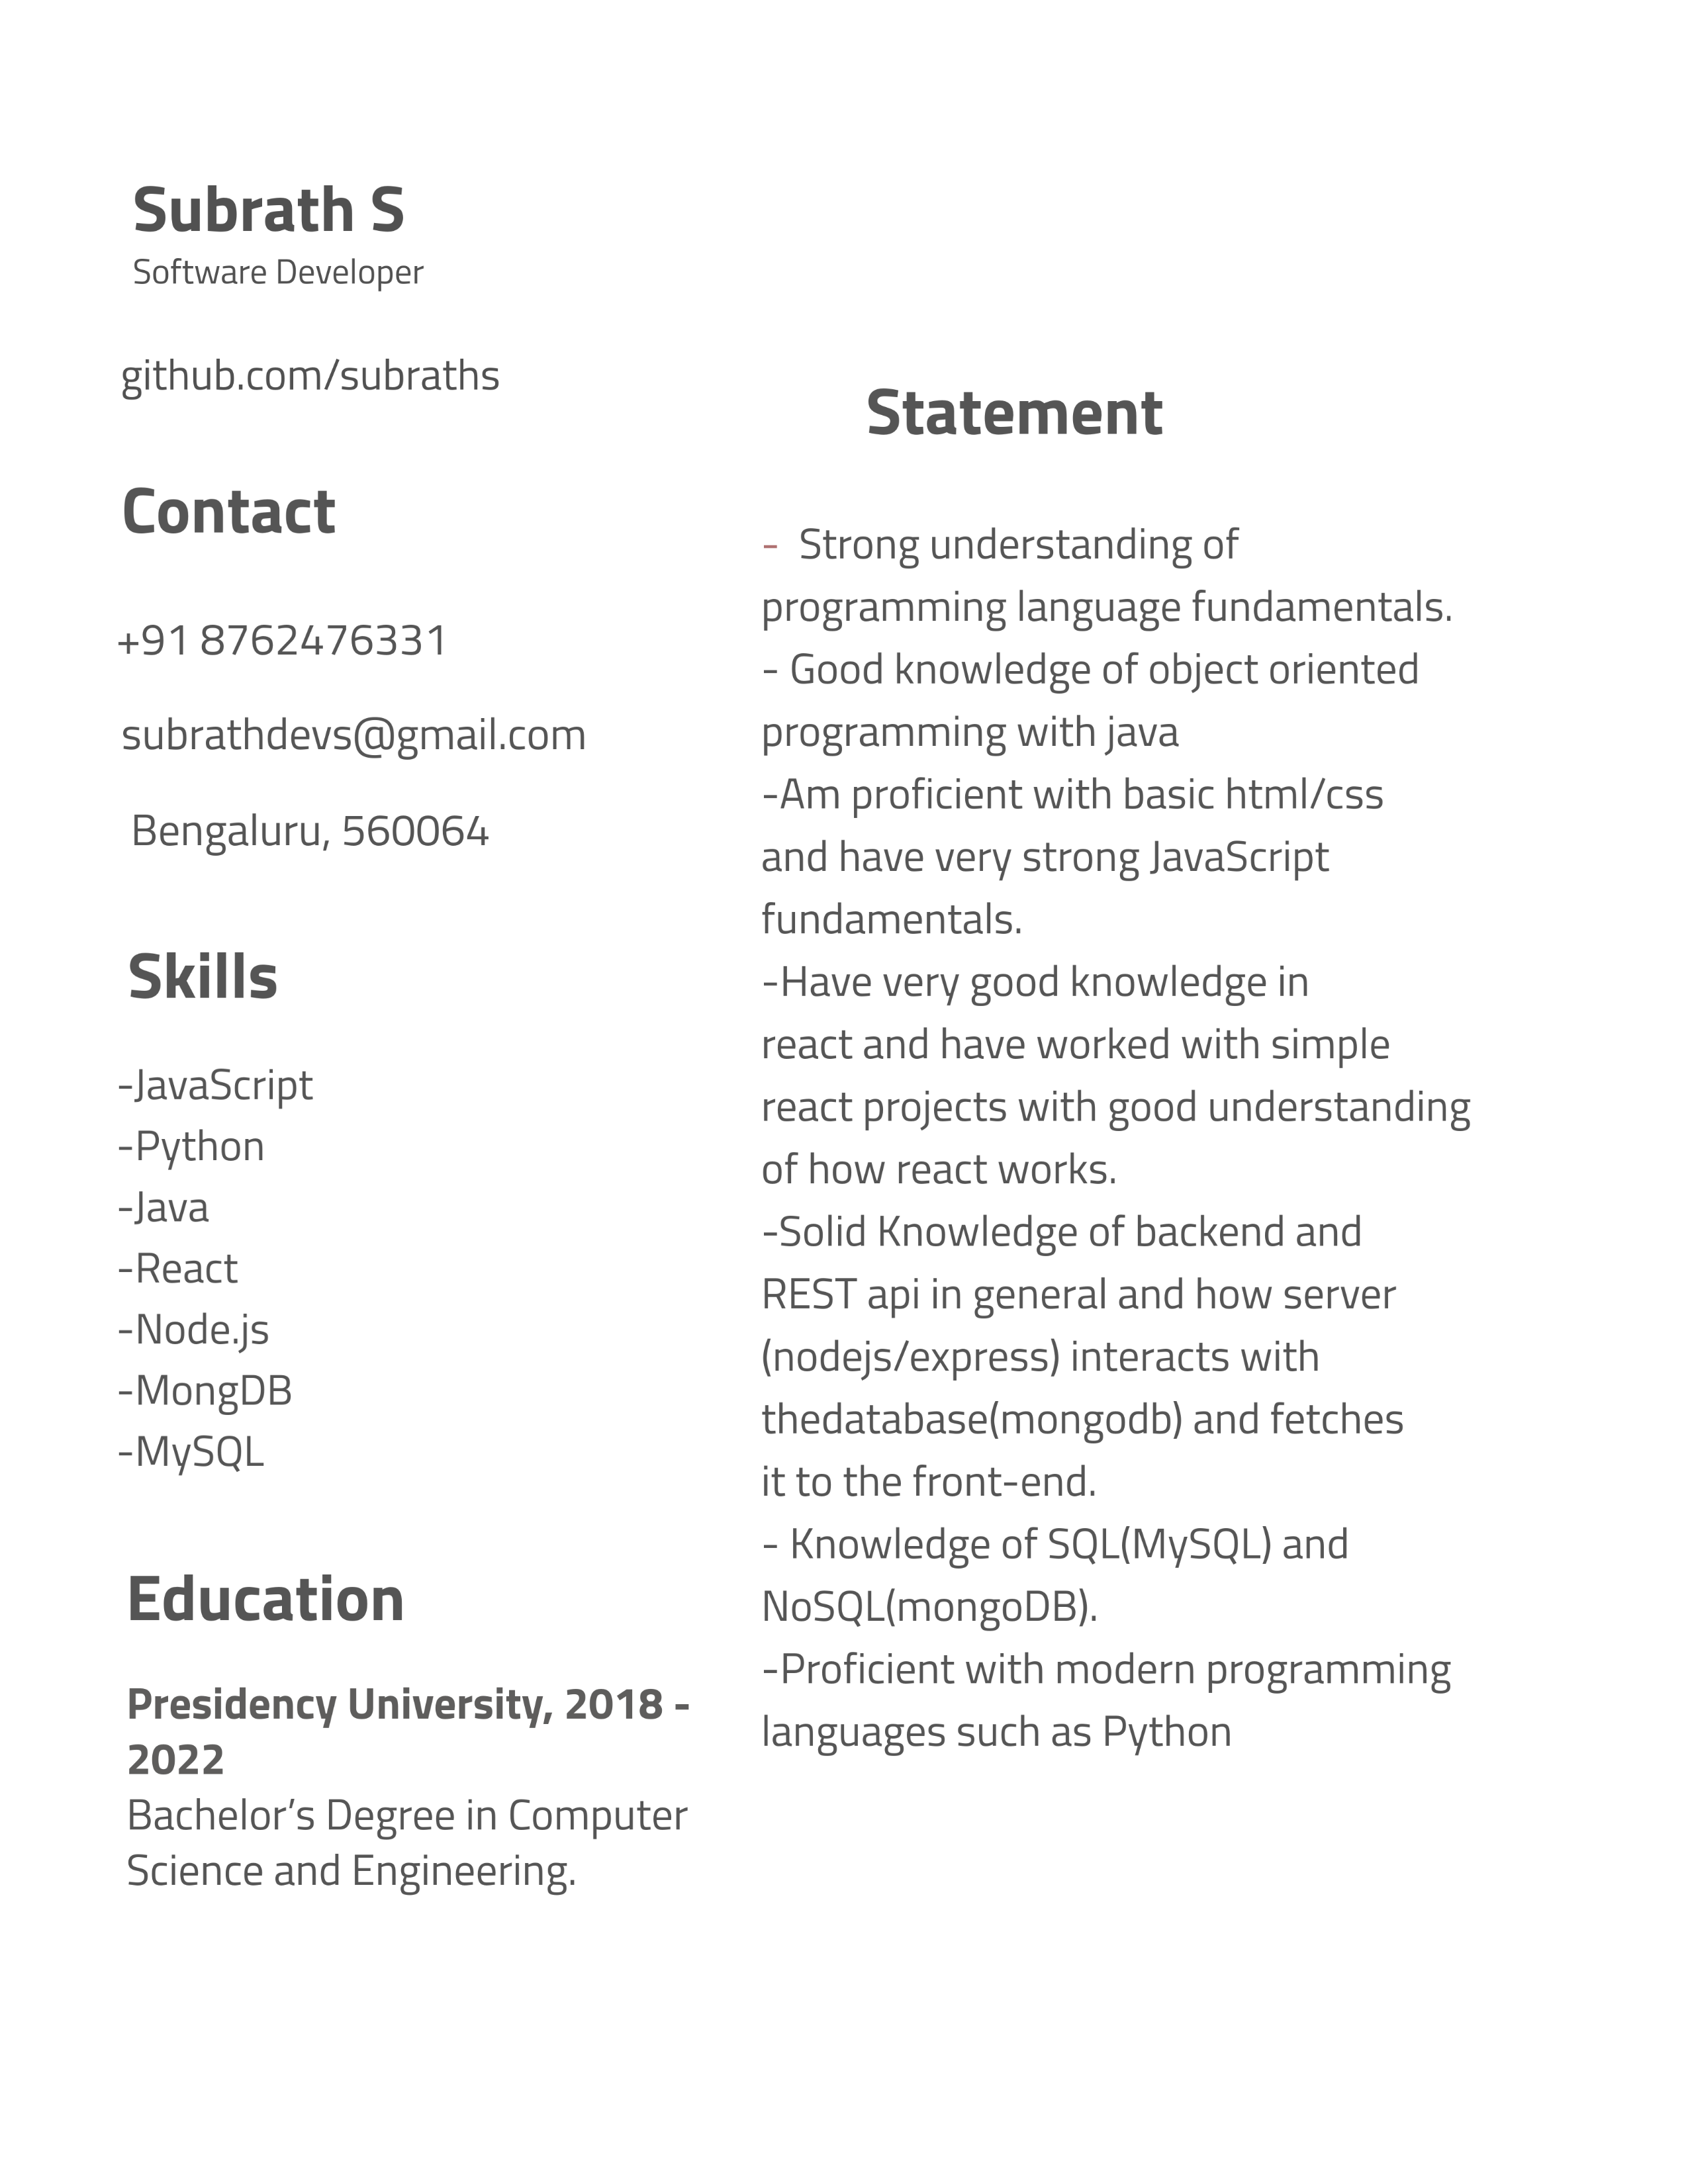 Subrath S
Software Developer
github.com/subraths
Contact
+91 8762476331
subrathdevs@gmail.com
Bengaluru, 560064
Skills
-JavaScript
-Python
-Java
-React
-Node.js
-MongDB
-MySQL
Education
Presidency University, 2018 -
2022
Bachelor’s Degree in Computer
Science and Engineering.
Statement
- Strong understanding of
programming language fundamentals.
- Good knowledge of object oriented
programming with java
-Am proficient with basic html/css
and have very strong JavaScript
fundamentals.
-Have very good knowledge in
react and have worked with simple
react projects with good understanding
of how react works.
-Solid Knowledge of backend and
REST api in general and how server
(nodejs/express) interacts with
thedatabase(mongodb) and fetches
it to the front-end.
- Knowledge of SQL(MySQL) and
NoSQL(mongoDB).
-Proficient with modern programming
languages such as Python